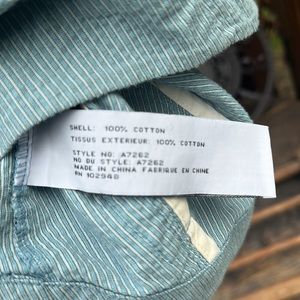 SHELL: 100% COTTON
TISSUS EXTERIEUR: 100% COTTON
STYLE NO: A7262
NO DU STYLE: A7262
MADE IN CHINA FABRIQUE EN CHINE
RN 102948